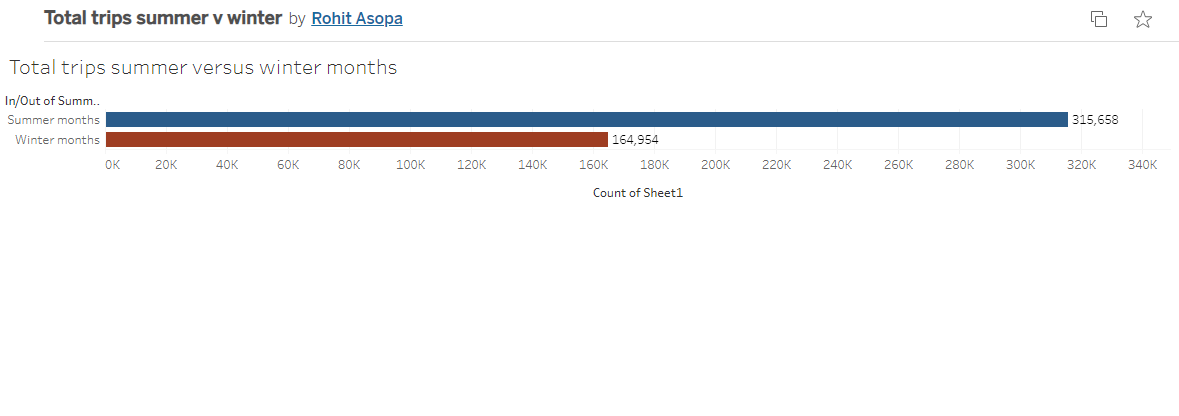 Total trips summer v winter by Rohit Asopa
Total trips summer versus winter months
In/Out of Summ..
Summer months 315,658
Winter months 164,954
0K 20K 40K 60K 80K 100K 120K 140K 160K 180K 200K 220K 240K 260K 280K 300K 320K 340K
Count of Sheet1